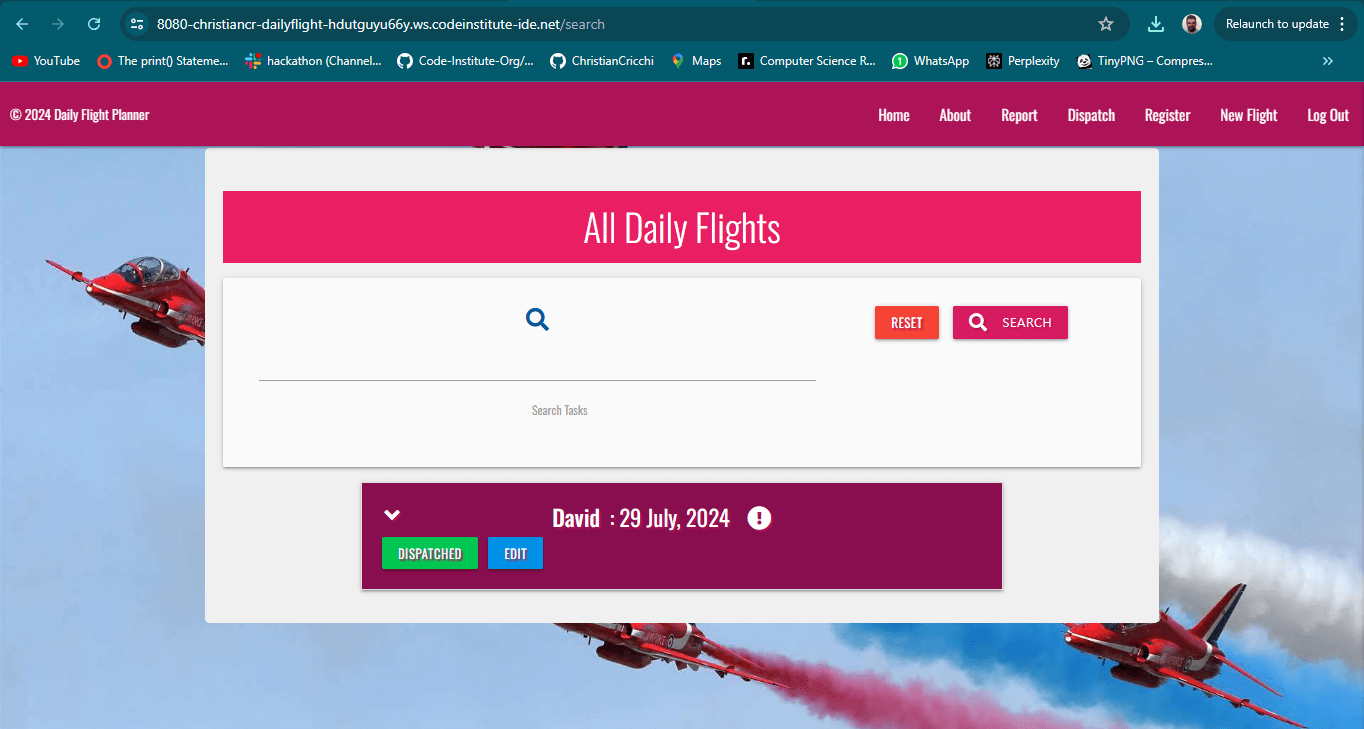 8080-christiancr-dailyflight-hdutguyu66y.ws.codeinstitute-ide.net/search
Relaunch to update
YouTube
The print() Stateme...
hackathon (Channel...
Code-Institute-Org/...
ChristianCricchi
Maps
r.
Computer Science R...
1
WhatsApp
Perplexity
TinyPNG – Compres...
© 2024 Daily Flight Planner
Home
About
Report
Dispatch
Register
New Flight
Log Out
All Daily Flights
RESET
SEARCH
Search Tasks
David : 29 July, 2024
DISPATCHED
EDIT